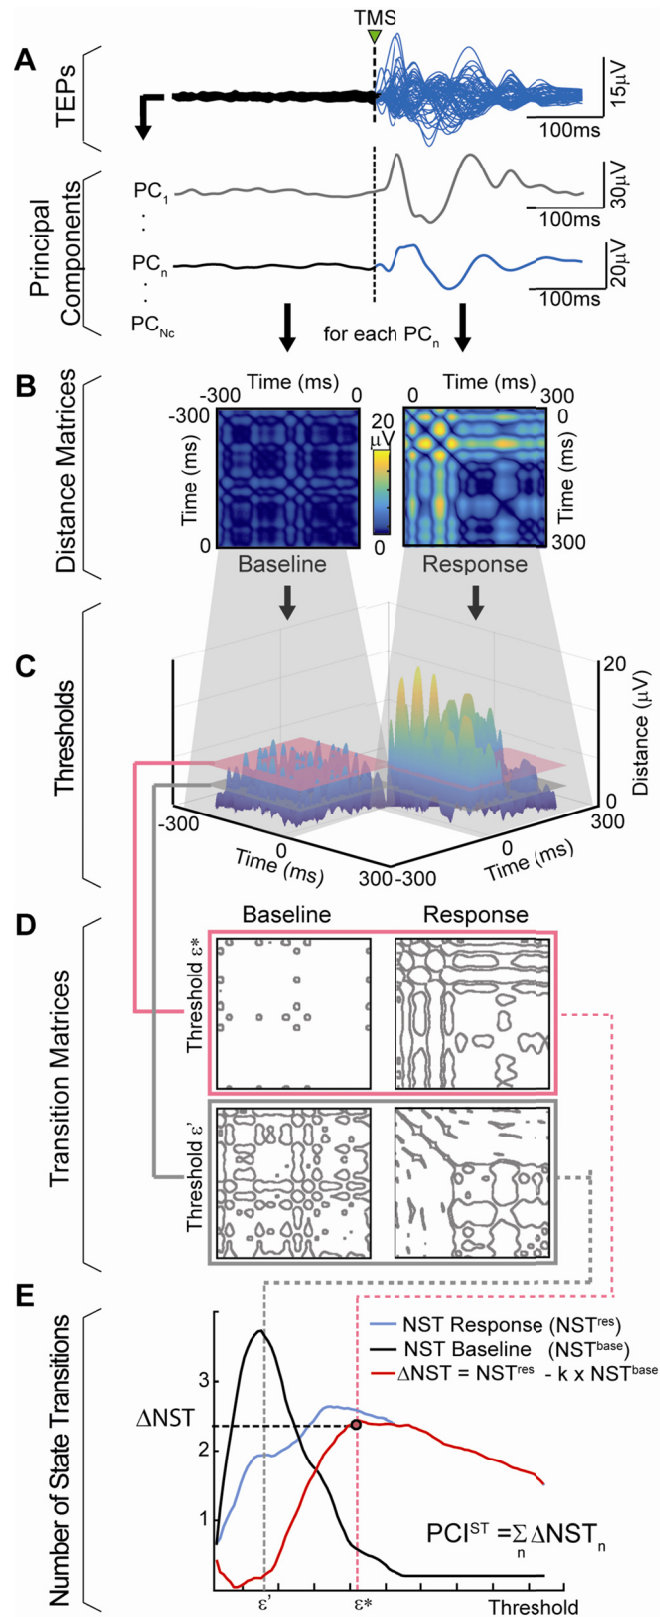 TMS
A
TEPs
15μV
100ms
Principal
Components
PC1
30μV
100ms
PCn
20μV
100ms
PCNc
for each PCn
B
Distance Matrices
Time (ms)
-300
0
-300
Time (ms)
0
20
μV
0
Time (ms)
0
300
0
Time (ms)
300
Baseline
Response
C
Thresholds
20
Distance (μV)
0
-300
300
0
0
Time (ms)
Time (ms)
300-300
D
Transition Matrices
Baseline
Response
Threshold ε*
Threshold ε'
E
Number of State Transitions
NST Response (NSTres)
NST Baseline (NSTbase)
ΔNST = NSTres - k x NSTbase
3
ΔNST
2
1
PCIST =Σn ΔNSTn
ε'
ε*
Threshold